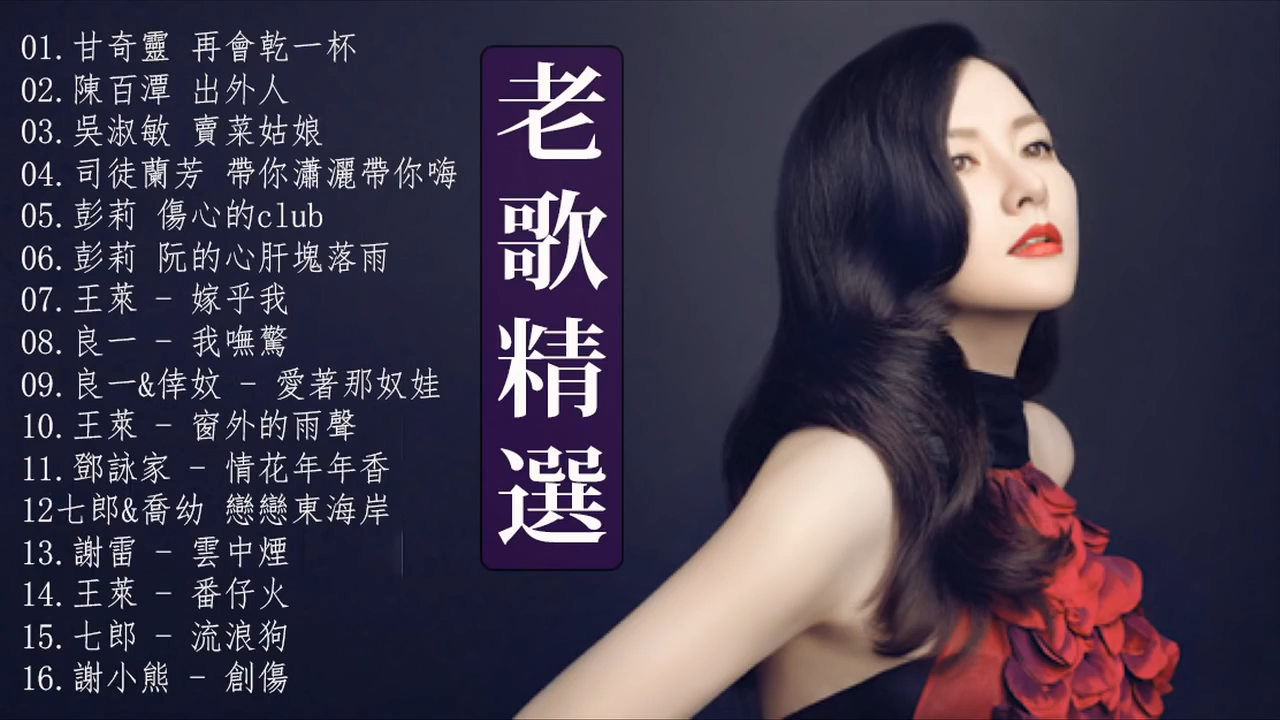 01.甘奇靈 再會乾一杯
02.陳百潭 出外人
03.吳淑敏 賣菜姑娘
04.司徒蘭芳 帶你瀟灑帶你嗨
05.彭莉 傷心的club
06.彭莉 阮的心肝塊落雨
07.王萊 - 嫁乎我
08.良一 - 我嘸驚
09.良一&倖妏 - 愛著那奴娃
10.王萊 - 窗外的雨聲
11.鄧詠家 - 情花年年香
12七郎&喬幼 戀戀東海岸
13.謝雷 - 雲中煙
14.王萊 - 番仔火
15.七郎 - 流浪狗
16.謝小熊 - 創傷
老歌精選